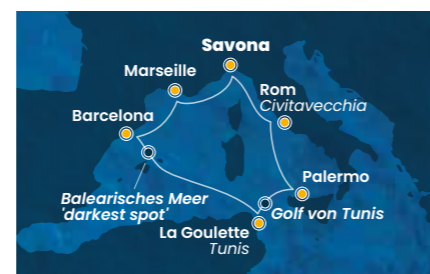 Savona
Marseille
Rom
Civitavecchia
Barcelona
Palermo
Balearisches Meer
'darkest spot'
Golf von Tunis
La Goulette
Tunis